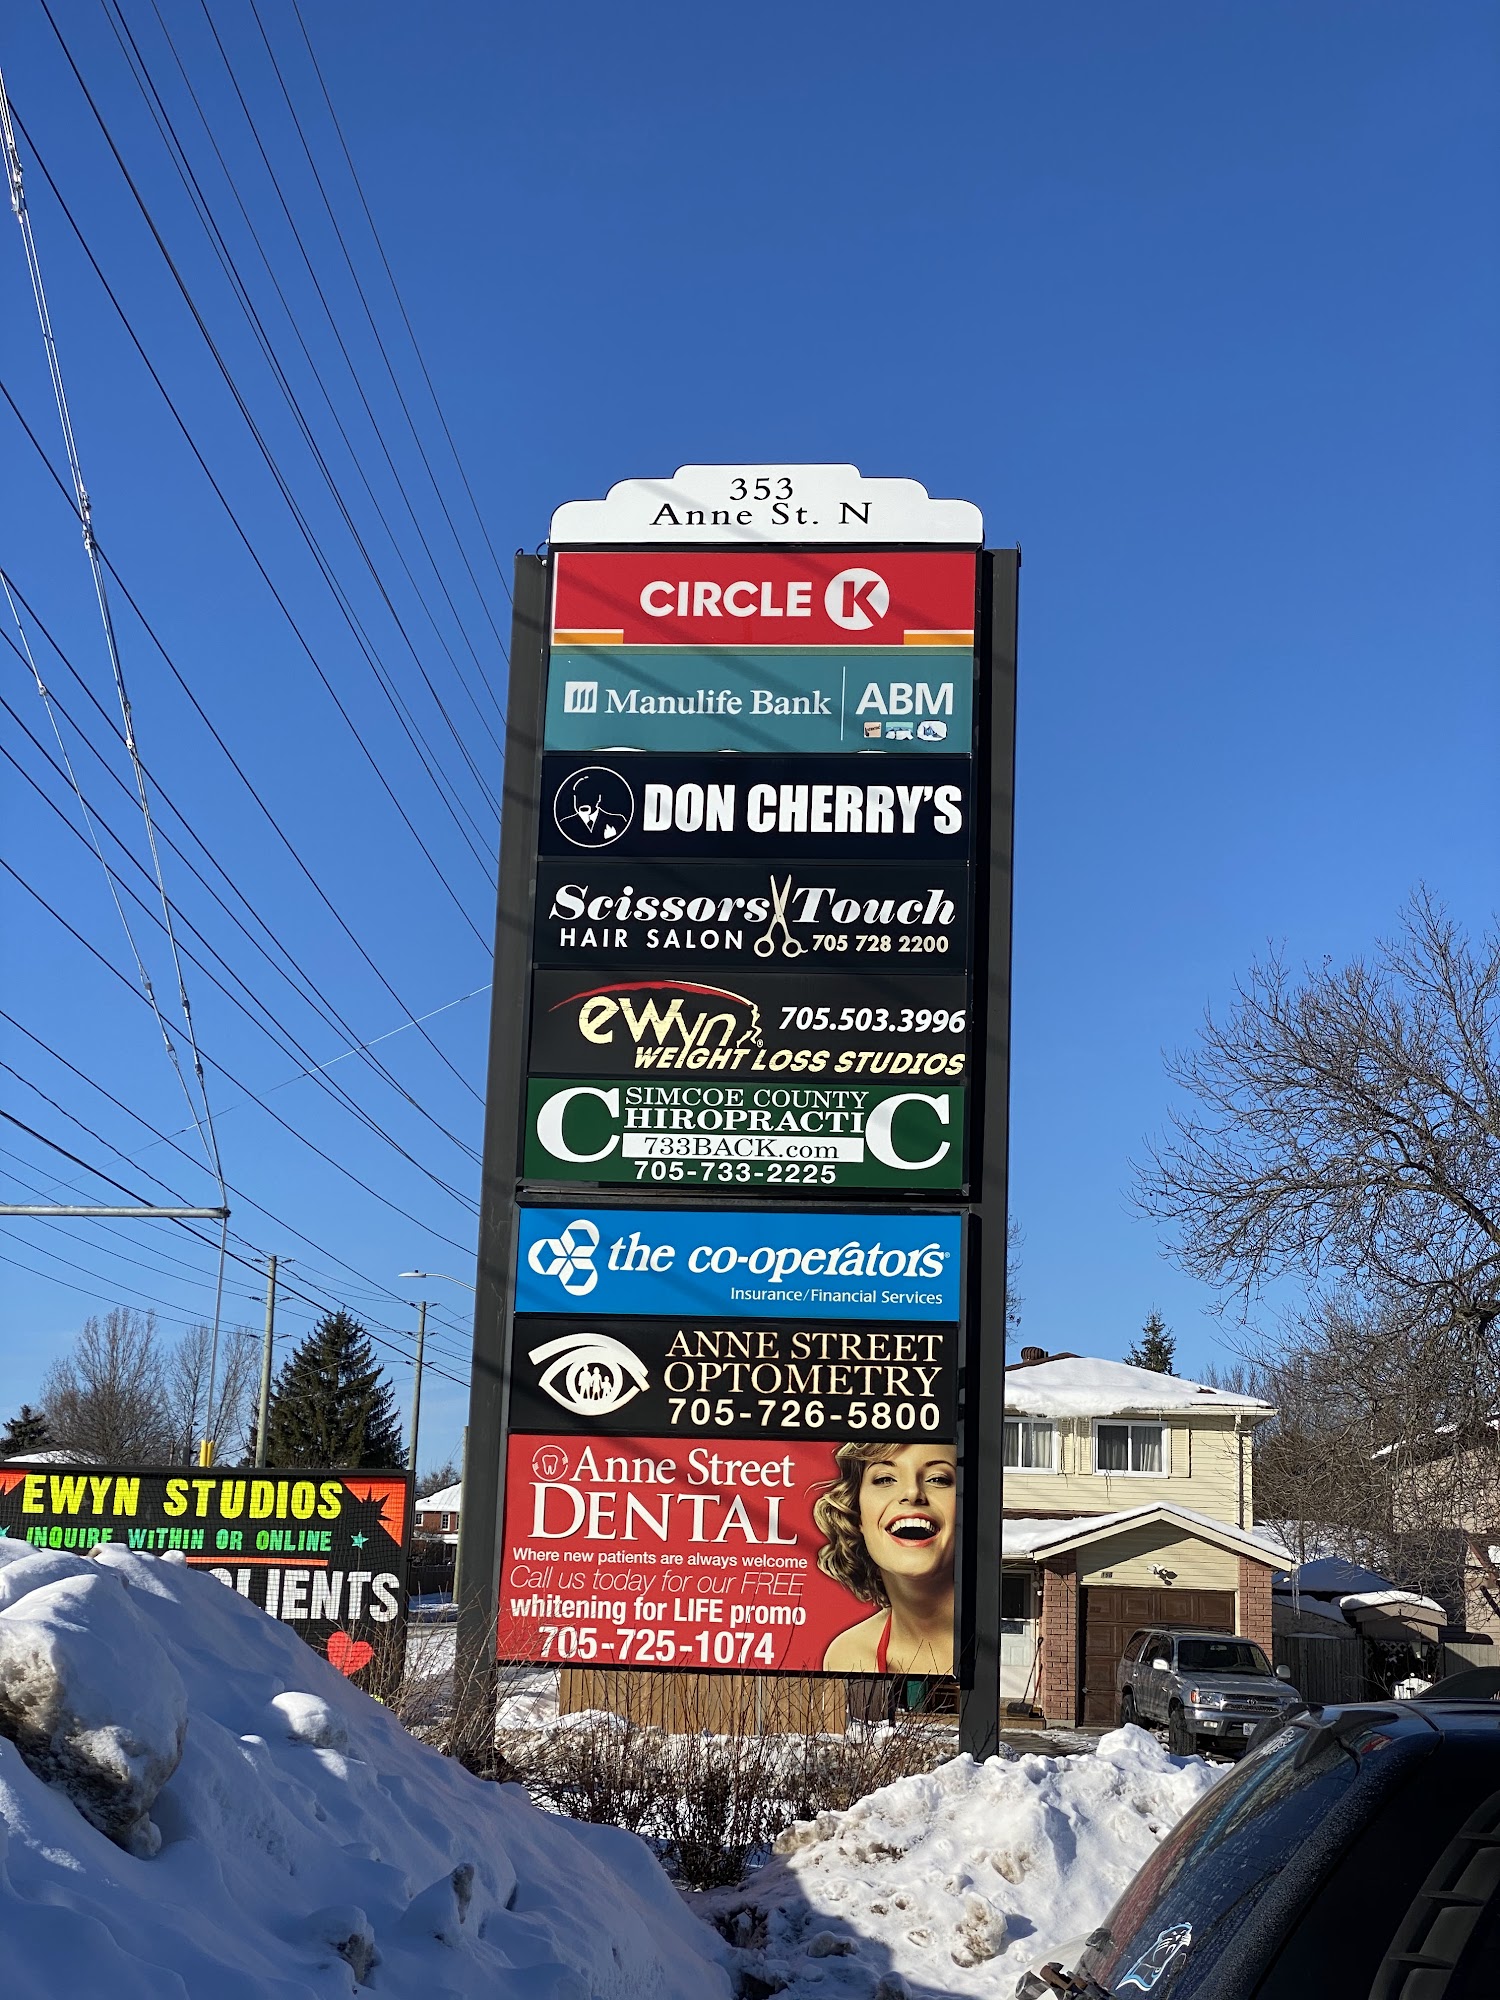 353
Anne St. N
CIRCLE K
Manulife Bank ABM
DON CHERRY'S
Scissors Touch
HAIR SALON 705 728 2200
ewyn 705.503.3996
WEIGHT LOSS STUDIOS
SIMCOE COUNTY
CHIROPRACTIC
733BACK.com
705-733-2225
the co-operators
Insurance/Financial Services
ANNE STREET
OPTOMETRY
705-726-5800
Anne Street
DENTAL
Where new patients are always welcome
Call us today for our FREE
whitening for LIFE promo
705-725-1074
EWYN STUDIOS
INQUIRE WITHIN OR ONLINE